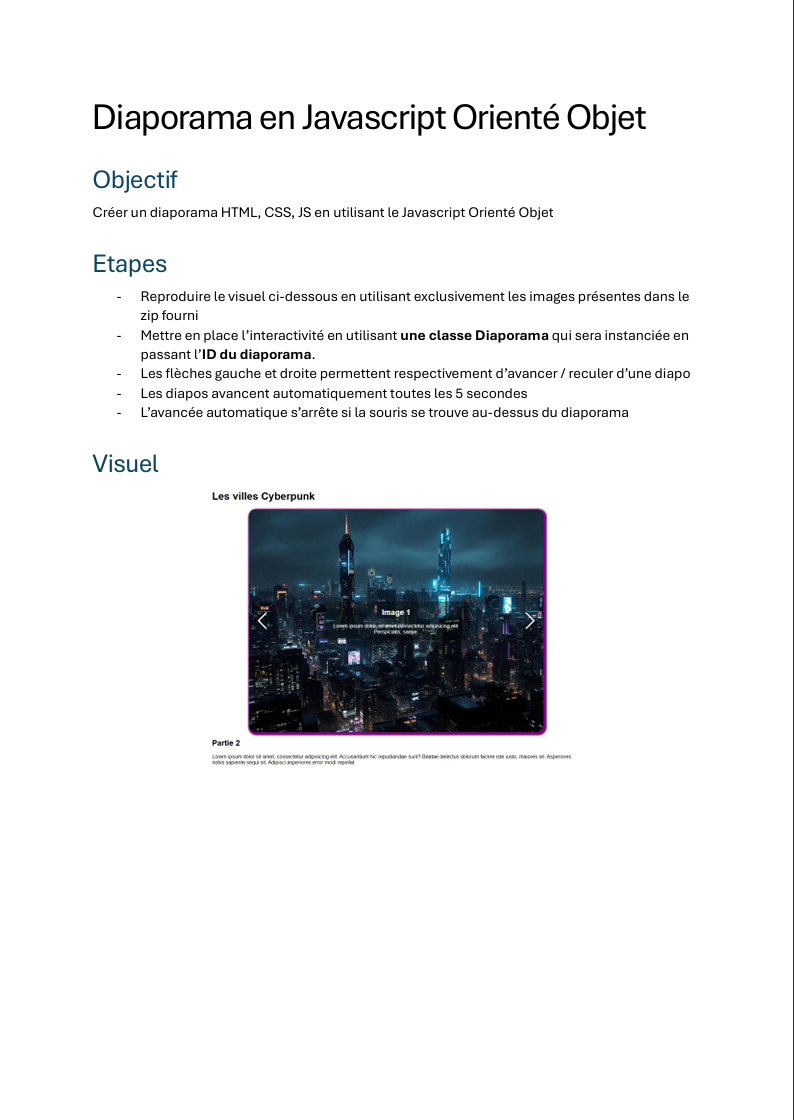 Diaporama en Javascript Orienté Objet
Objectif
Créer un diaporama HTML, CSS, JS en utilisant le Javascript Orienté Objet
Etapes
- Reproduire le visuel ci-dessous en utilisant exclusivement les images présentes dans le
zip fourni
- Mettre en place l’interactivité en utilisant une classe Diaporama qui sera instanciée en
passant l’ID du diaporama.
- Les flèches gauche et droite permettent respectivement d’avancer / reculer d’une diapo
- Les diapos avancent automatiquement toutes les 5 secondes
- L’avancée automatique s’arrête si la souris se trouve au-dessus du diaporama
Visuel
Les villes Cyberpunk
Image 1
Lorem ipsum dolor, sit amet consectetur adipisicing elit.
Perspiciatis, saepe.
Partie 2
Lorem ipsum dolor sit amet, consectetur adipisicing elit. Accusantium hic repudiandae sunt? Beatae delectus dolorum facere iste iusto, maiores sit. Asperiores
nobis sapiente sequi sit. Adipisci asperiores error modi repellat